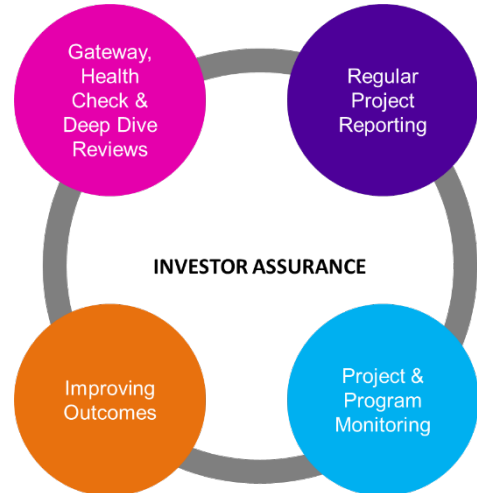 Gateway,
Health
Check &
Deep Dive
Reviews
Regular
Project
Reporting
INVESTOR ASSURANCE
Improving
Outcomes
Project &
Program
Monitoring